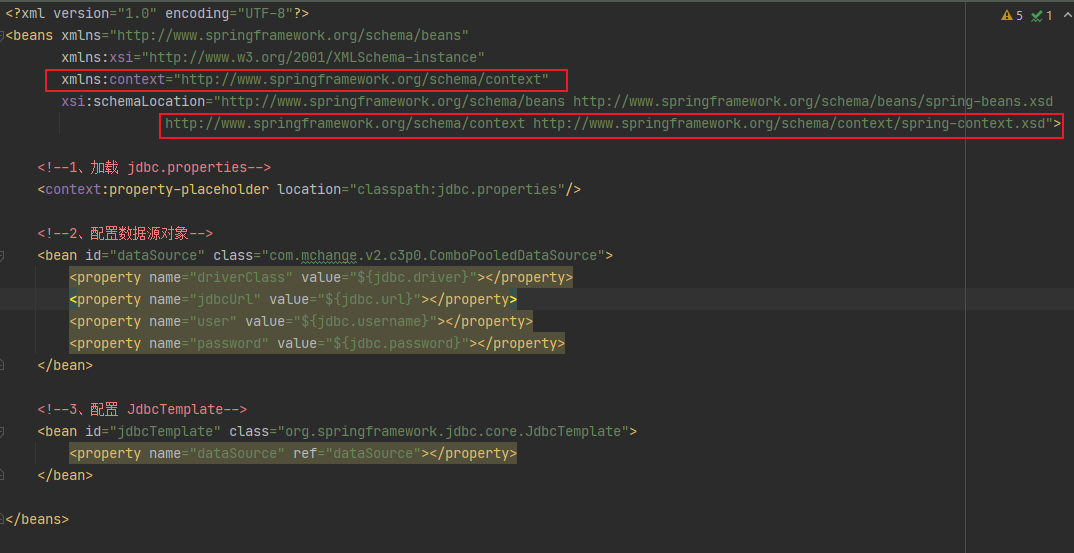 <?xml version="1.0" encoding="UTF-8"?>
5 1
<beans xmlns="http://www.springframework.org/schema/beans"
xmlns:xsi="http://www.w3.org/2001/XMLSchema-instance"
xmlns:context="http://www.springframework.org/schema/context"
xsi:schemaLocation="http://www.springframework.org/schema/beans http://www.springframework.org/schema/beans/spring-beans.xsd
http://www.springframework.org/schema/context http://www.springframework.org/schema/context/spring-context.xsd">
<!--1、加载 jdbc.properties-->
<context:property-placeholder location="classpath:jdbc.properties"/>
<!--2、配置数据源对象-->
<bean id="dataSource" class="com.mchange.v2.c3p0.ComboPooledDataSource">
<property name="driverClass" value="${jdbc.driver}"></property>
<property name="jdbcUrl" value="${jdbc.url}"></property>
<property name="user" value="${jdbc.username}"></property>
<property name="password" value="${jdbc.password}"></property>
</bean>
<!--3、配置 JdbcTemplate-->
<bean id="jdbcTemplate" class="org.springframework.jdbc.core.JdbcTemplate">
<property name="dataSource" ref="dataSource"></property>
</bean>
</beans>